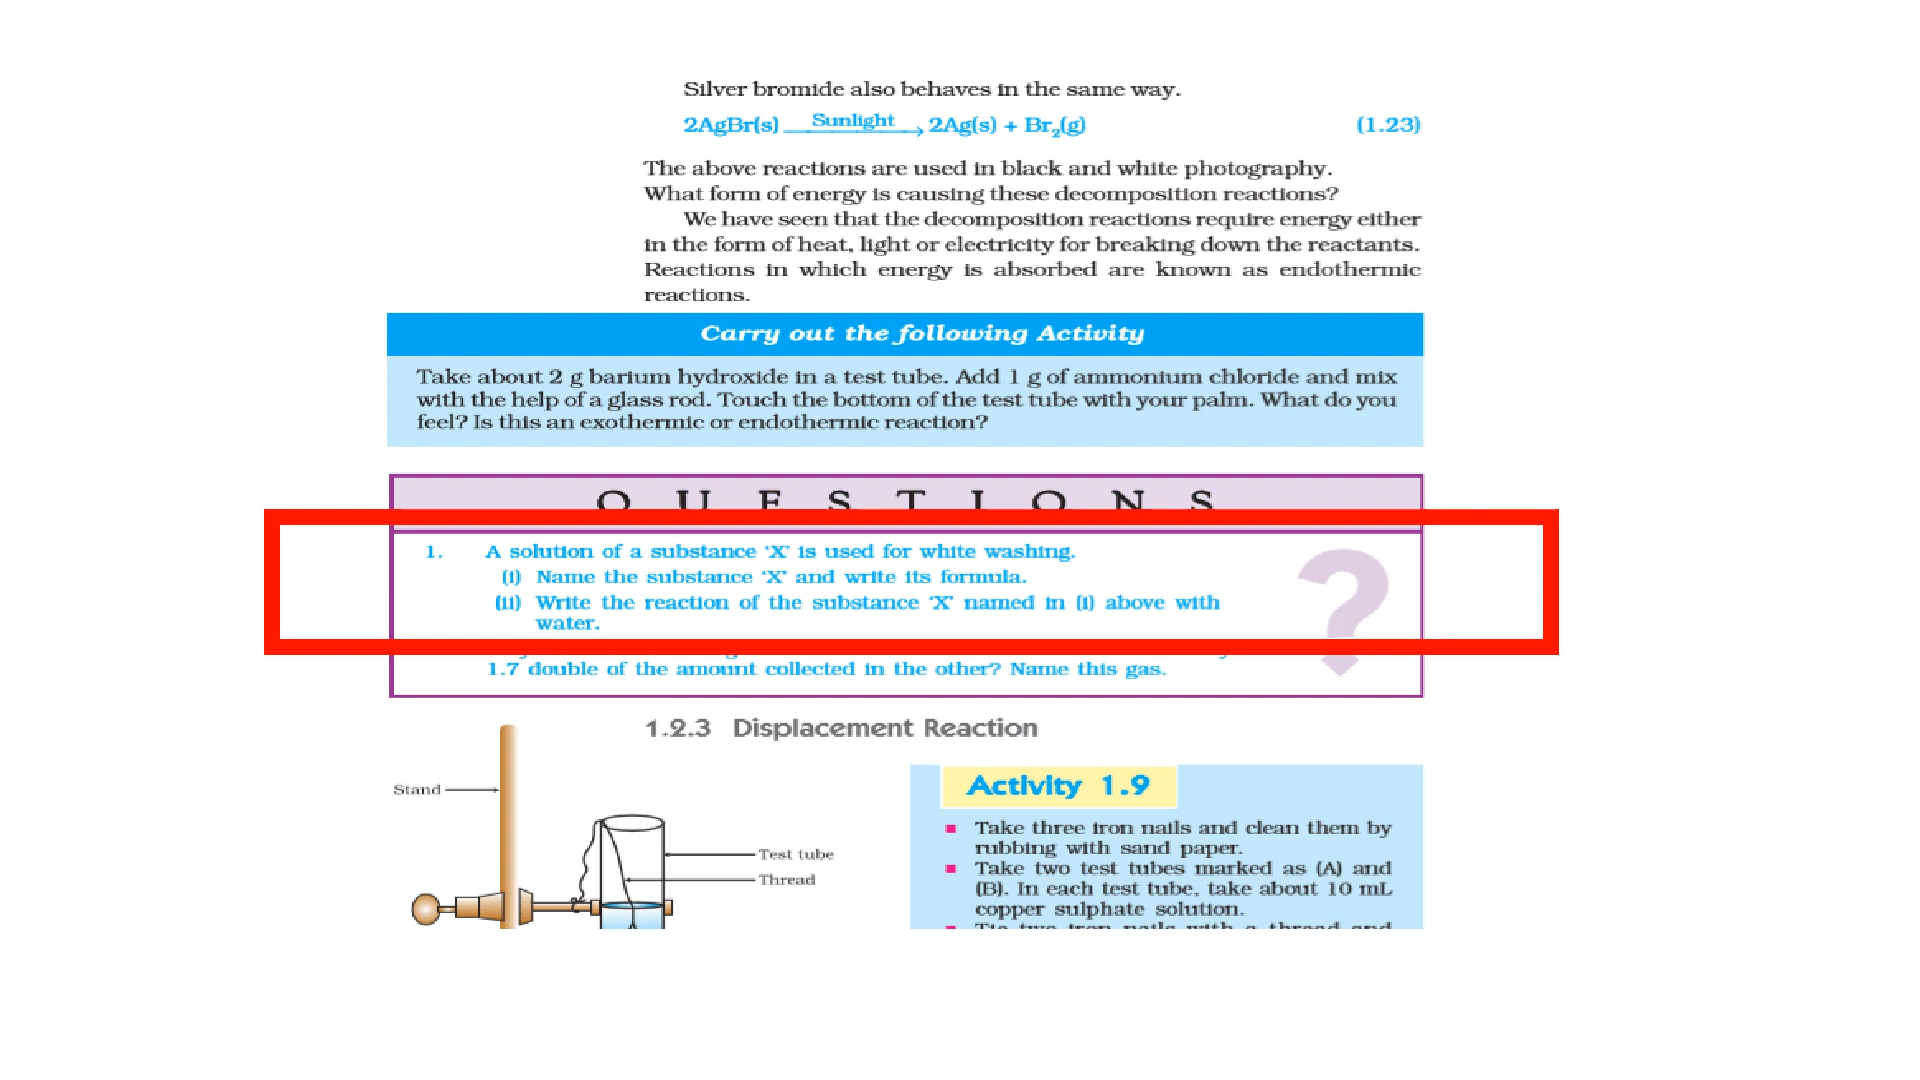 Silver bromide also behaves in the same way.
2AgBr(s) Sunlight 2Ag(s) + Br₂(g) (1.23)
The above reactions are used in black and white photography.
What form of energy is causing these decomposition reactions?
We have seen that the decomposition reactions require energy either
in the form of heat, light or electricity for breaking down the reactants.
Reactions in which energy is absorbed are known as endothermic
reactions.
Carry out the following Activity
Take about 2 g barium hydroxide in a test tube. Add 1 g of ammonium chloride and mix
with the help of a glass rod. Touch the bottom of the test tube with your palm. What do you
feel? Is this an exothermic or endothermic reaction?
QUESTIONS
1. A solution of a substance ‘X’ is used for white washing.
(i) Name the substance ‘X’ and write its formula.
(ii) Write the reaction of the substance ‘X’ named in (i) above with
water.
?
1.7 double of the amount collected in the other? Name this gas.
1.2.3 Displacement Reaction
Stand
Test tube
Thread
Activity 1.9
Take three iron nails and clean them by
rubbing with sand paper.
Take two test tubes marked as (A) and
(B). In each test tube, take about 10 mL
copper sulphate solution.